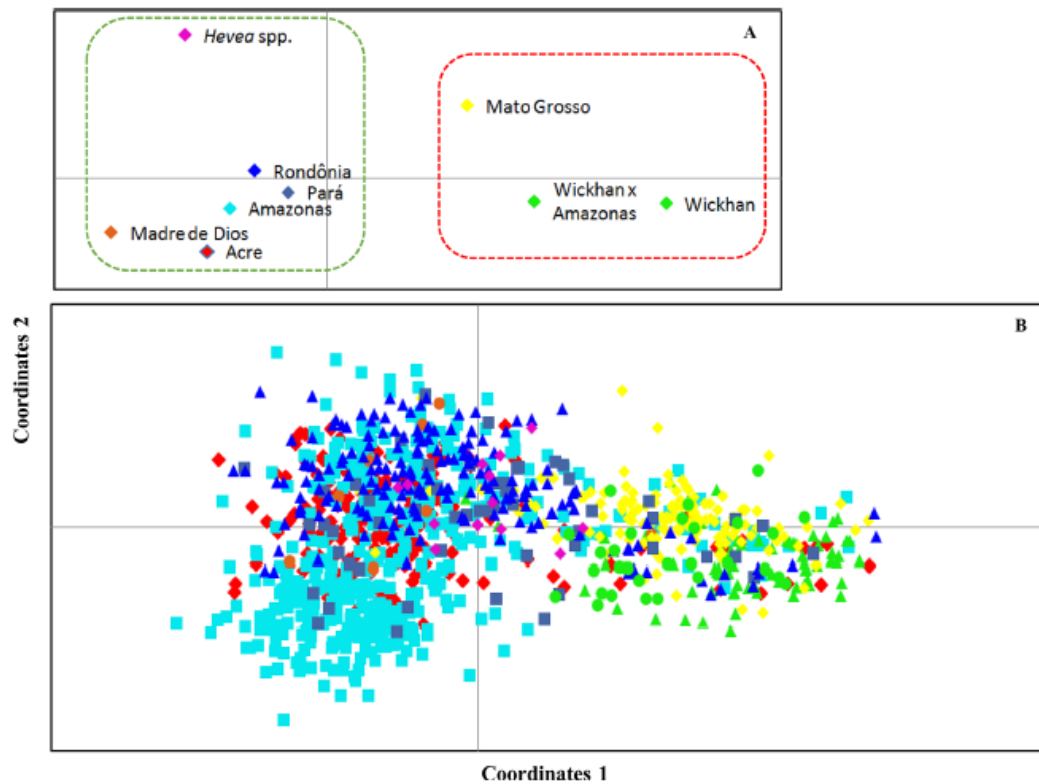 A
Hevea spp.
Mato Grosso
Rondônia
Pará
Amazonas
Wickhan x
Amazonas
Wickhan
Madre de Dios
Acre
B
Coordinates 2
Coordinates 1